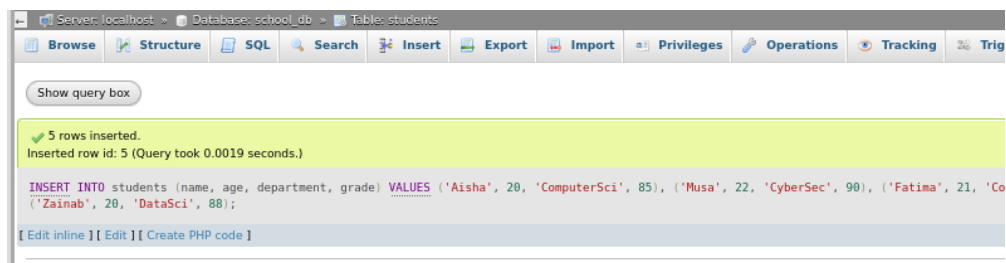 Server: localhost » Database: school_db » Table: students
Browse Structure SQL Search Insert Export Import Privileges Operations Tracking Trig
Show query box
5 rows inserted.
Inserted row id: 5 (Query took 0.0019 seconds.)
INSERT INTO students (name, age, department, grade) VALUES ('Aisha', 20, 'ComputerSci', 85), ('Musa', 22, 'CyberSec', 90), ('Fatima', 21, 'Co
('Zainab', 20, 'DataSci', 88);
[ Edit inline ] [ Edit ] [ Create PHP code ]